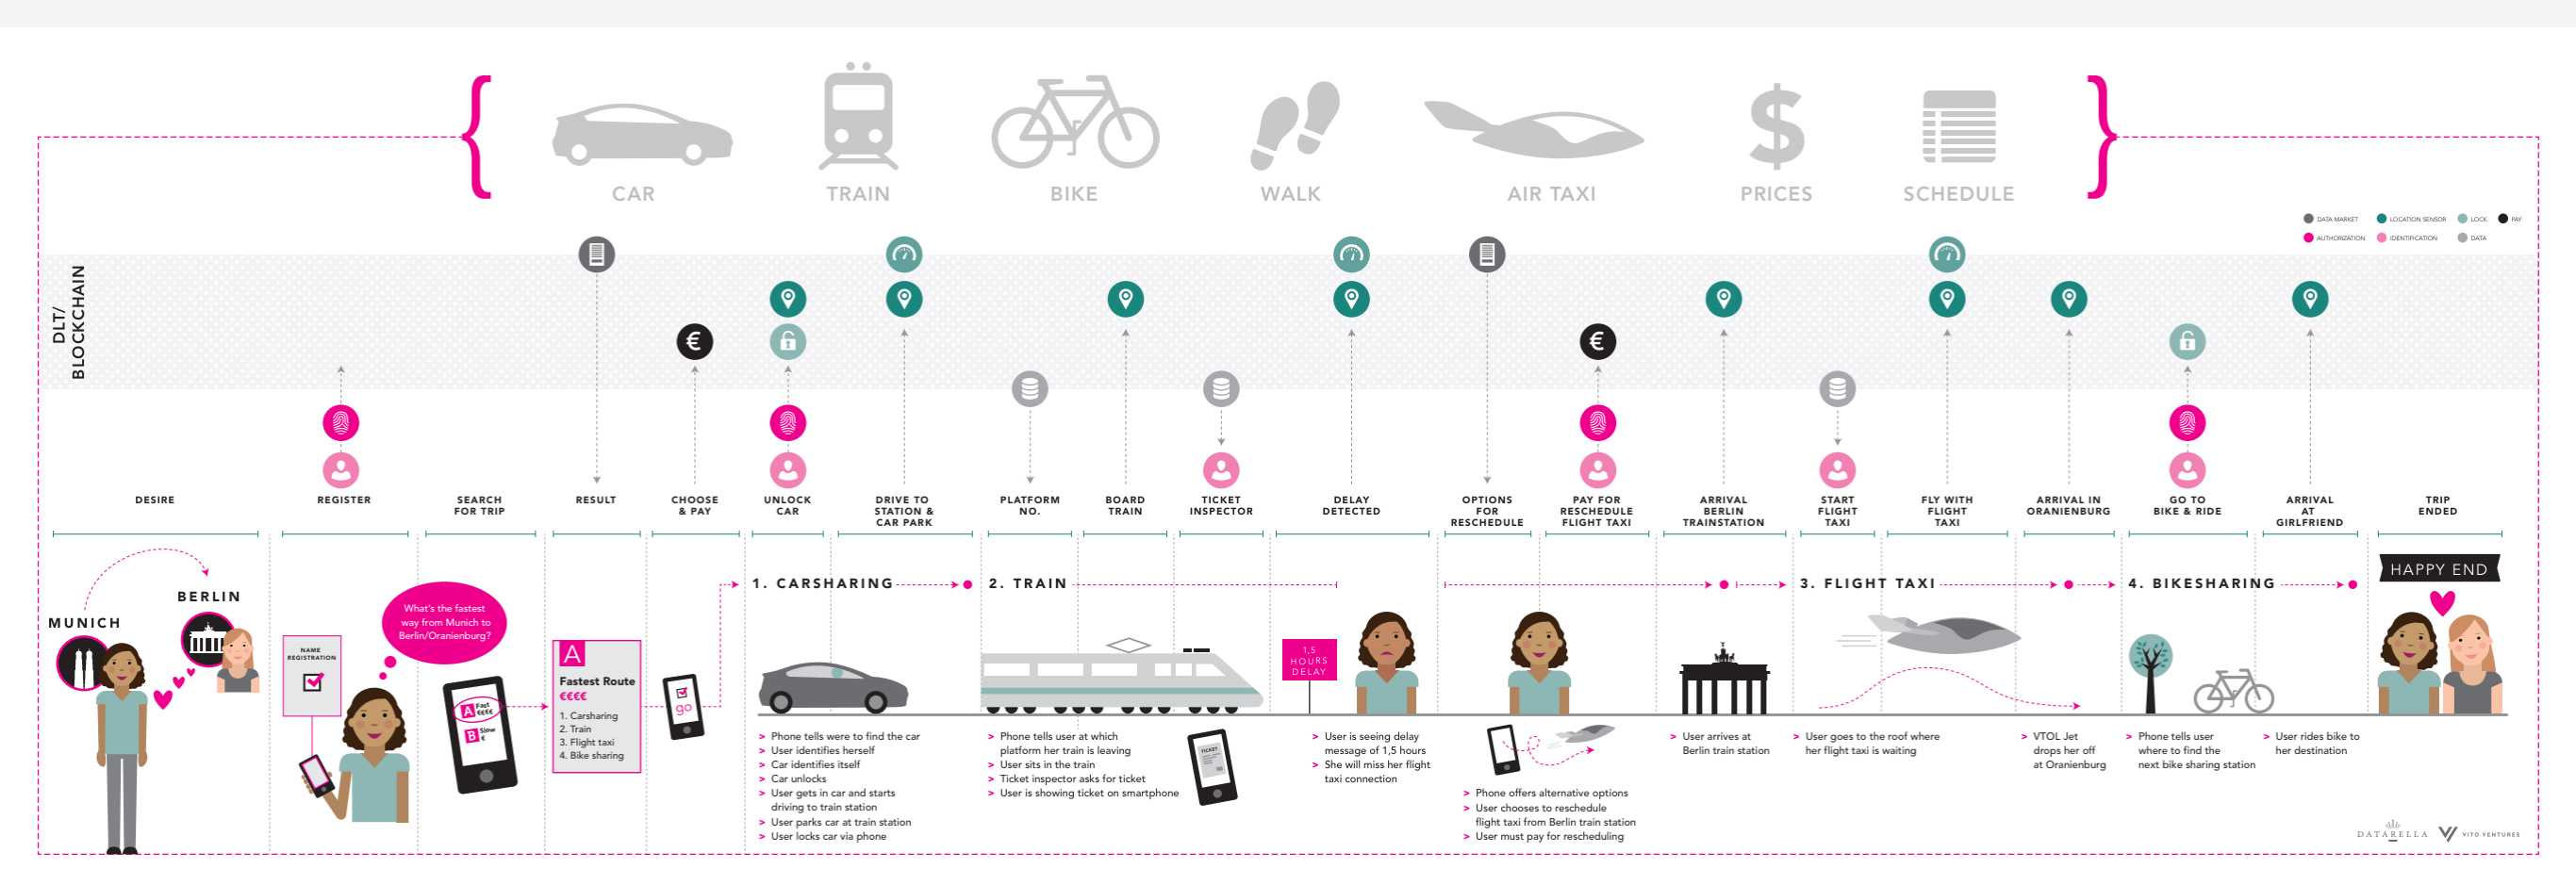 CAR
TRAIN
BIKE
WALK
AIR TAXI
PRICES
SCHEDULE
DATA MARKET
LOCATION SENSOR
LOCK
PAY
AUTHORIZATION
IDENTIFICATION
DATA
DLT/
BLOCKCHAIN
DESIRE
REGISTER
SEARCH
FOR TRIP
RESULT
CHOOSE
& PAY
UNLOCK
CAR
DRIVE TO
STATION &
CAR PARK
PLATFORM
NO.
BOARD
TRAIN
TICKET
INSPECTOR
DELAY
DETECTED
OPTIONS
FOR
RESCHEDULE
PAY FOR
RESCHEDULE
FLIGHT TAXI
ARRIVAL
BERLIN
TRAINSTATION
START
FLIGHT
TAXI
FLY WITH
FLIGHT
TAXI
ARRIVAL IN
ORANIENBURG
GO TO
BIKE & RIDE
ARRIVAL
AT
GIRLFRIEND
TRIP
ENDED
MUNICH
BERLIN
NAME
REGISTRATION
What's the fastest
way from Munich to
Berlin/Oranienburg?
A Fast
€€€€
B Slow
€
A
Fastest Route
€€€€
1. Carsharing
2. Train
3. Flight taxi
4. Bike sharing
go
1. CARSHARING
> Phone tells were to find the car
> User identifies herself
> Car identifies itself
> Car unlocks
> User gets in car and starts
driving to train station
> User parks car at train station
> User locks car via phone
2. TRAIN
> Phone tells user at which
platform her train is leaving
> User sits in the train
> Ticket inspector asks for ticket
> User is showing ticket on smartphone
TICKET
1,5
HOURS
DELAY
> User is seeing delay
message of 1,5 hours
> She will miss her flight
taxi connection
> Phone offers alternative options
> User chooses to reschedule
flight taxi from Berlin train station
> User must pay for rescheduling
> User arrives at
Berlin train station
3. FLIGHT TAXI
> User goes to the roof where
her flight taxi is waiting
> VTOL Jet
drops her off
at Oranienburg
4. BIKESHARING
> Phone tells user
where to find the
next bike sharing station
> User rides bike to
her destination
HAPPY END
DATARELLA
VITO VENTURES